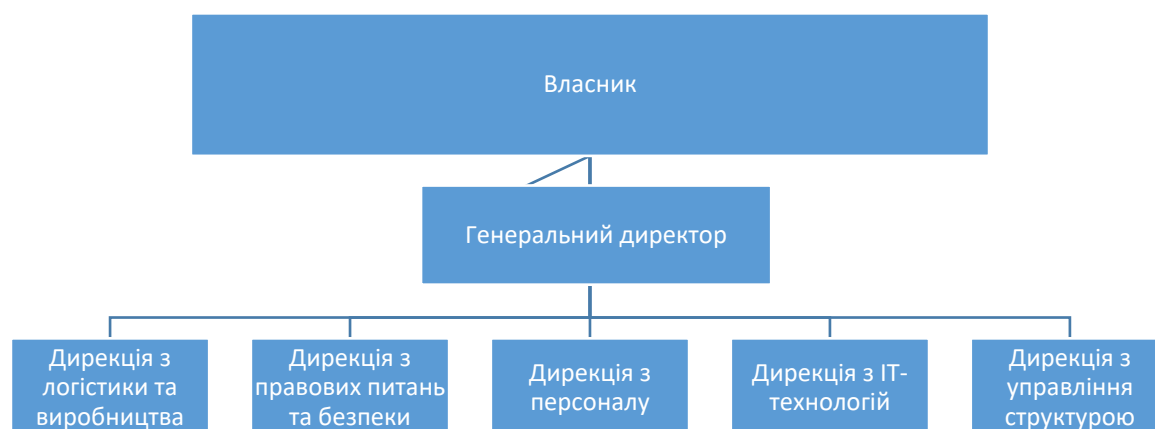 Власник
Генеральний директор
Дирекція з
логістики та
виробництва
Дирекція з
правових питань
та безпеки
Дирекція з
персоналу
Дирекція з ІТ-
технологій
Дирекція з
управління
структурою